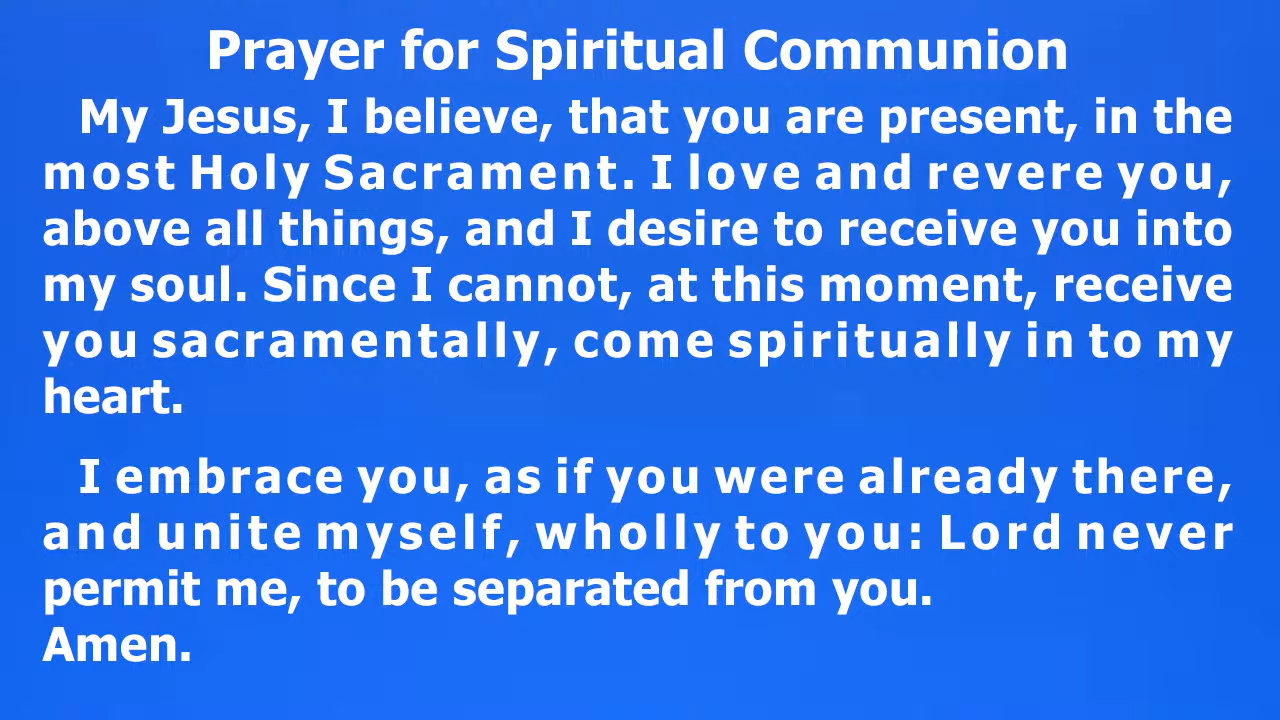 Prayer for Spiritual Communion
My Jesus, I believe, that you are present, in the
most Holy Sacrament. I love and revere you,
above all things, and I desire to receive you into
my soul. Since I cannot, at this moment, receive
you sacramentally, come spiritually in to my
heart.
I embrace you, as if you were already there,
and unite myself, wholly to you: Lord never
permit me, to be separated from you.
Amen.